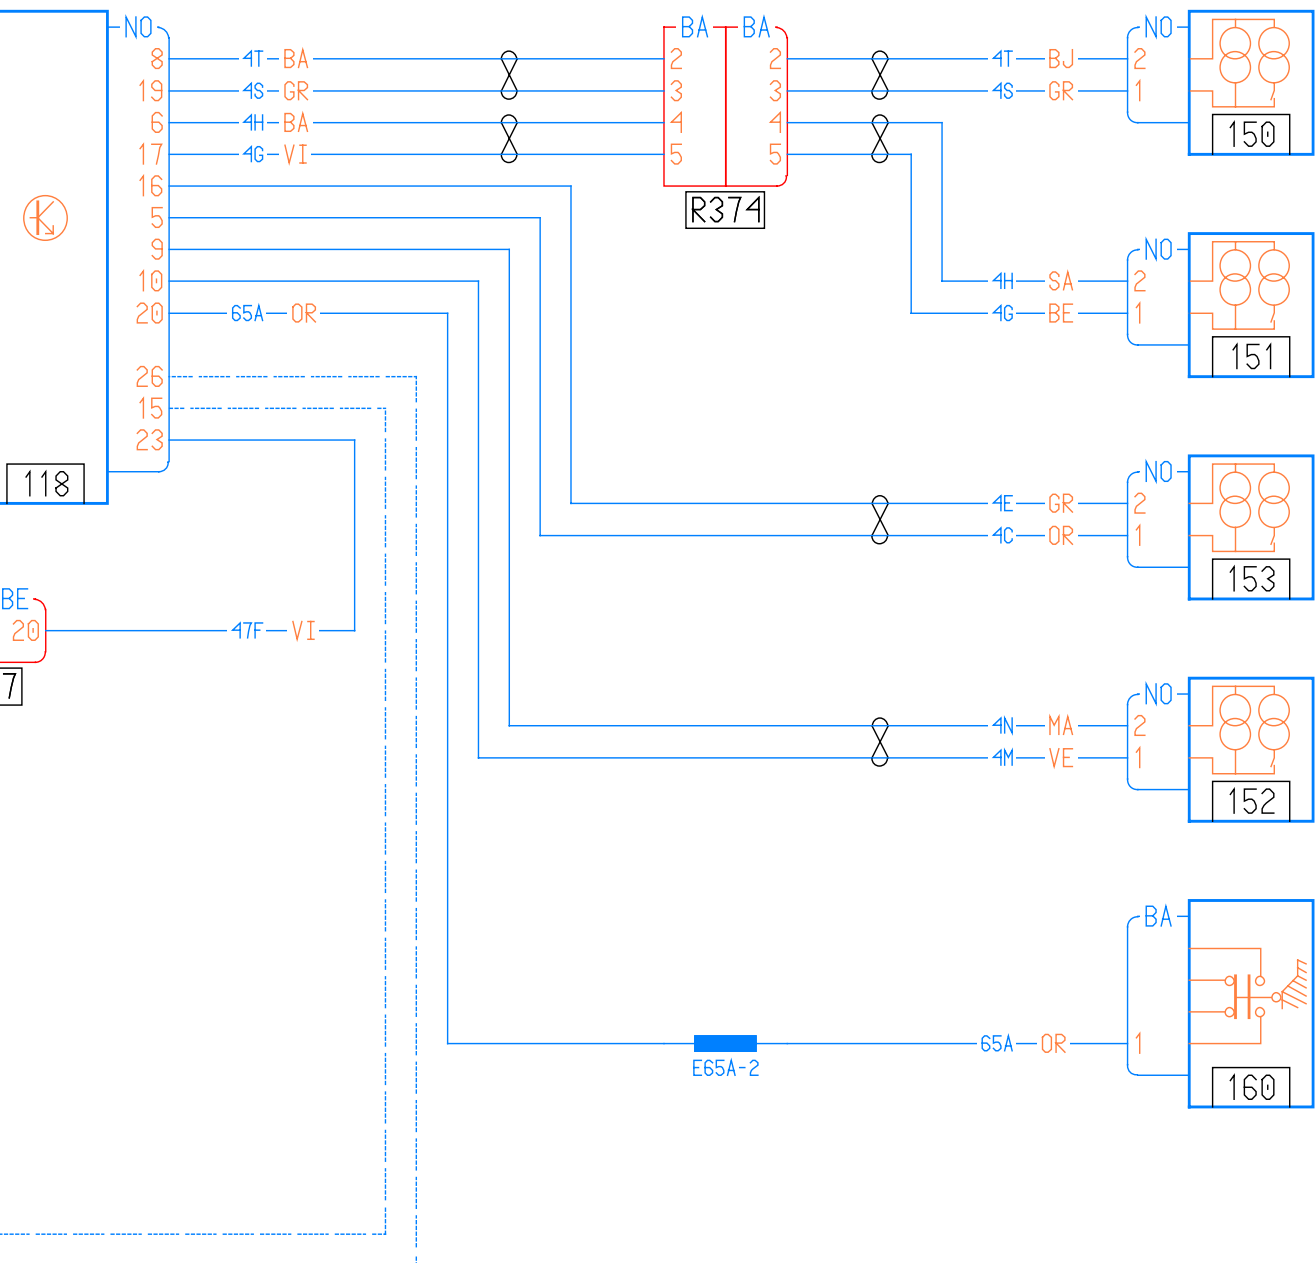 NO BA BA NO
8 4T BA 2 2 4T BJ 2
19 4S GR 3 3 4S GR 1
6 4H BA 4 4
150
17 4G VI 5 5
16
R374
5
9 NO
10 4H SA 2
20 65A OR 4G BE 1
151
26
15
23
NO
118
4E GR 2
4C OR 1
153
BE
20 47F VI
7
NO
4N MA 2
4M VE 1
152
BA
65A OR 1
E65A-2
160